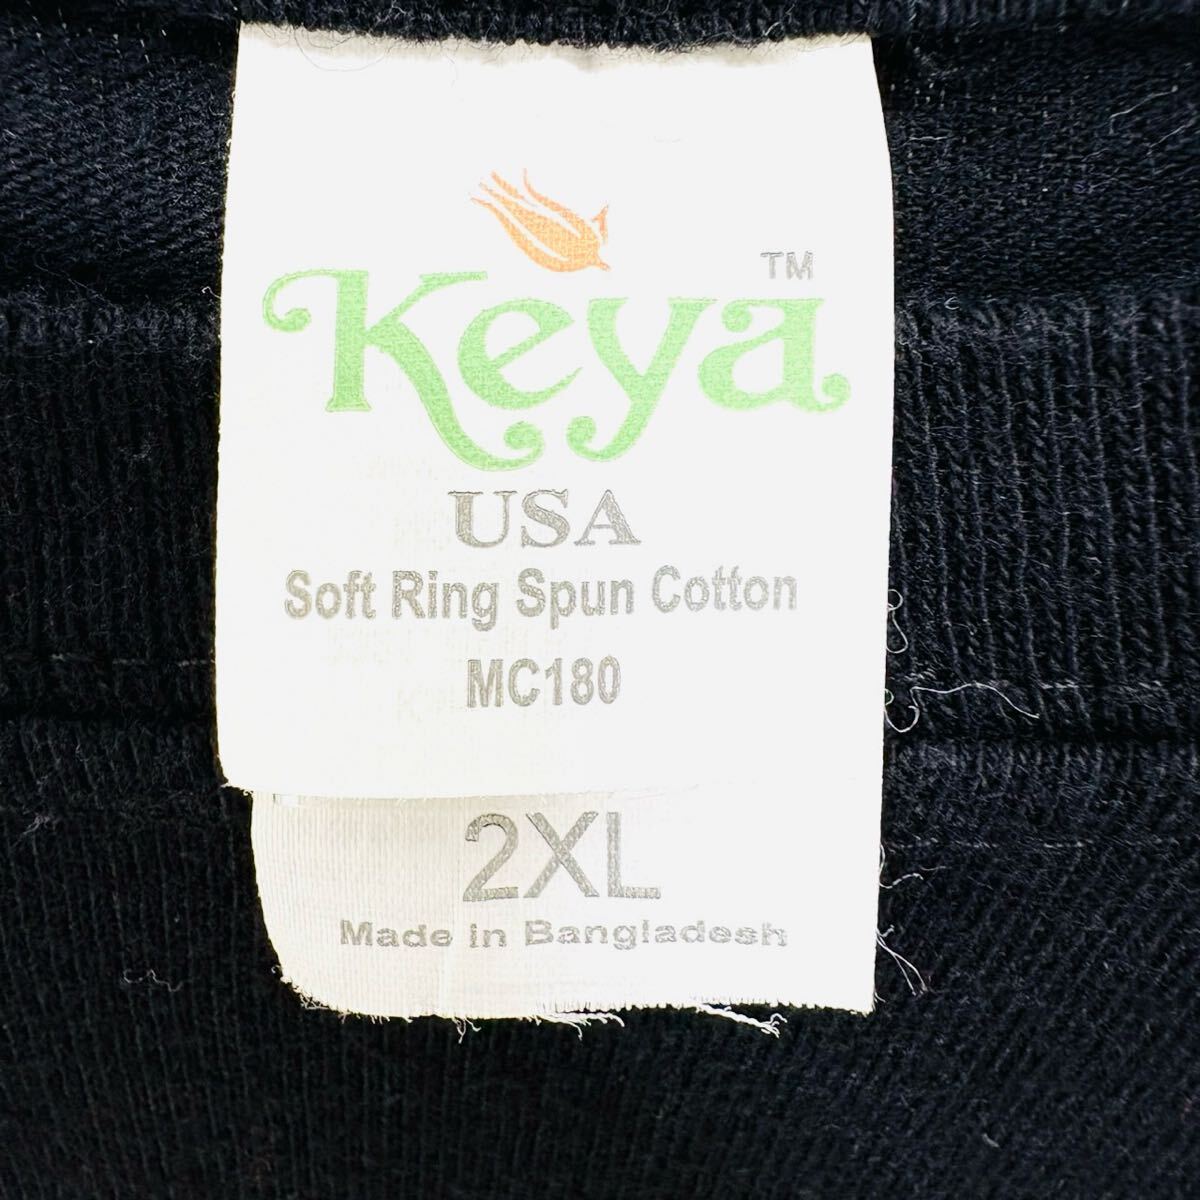 Keya TM
USA
Soft Ring Spun Cotton
MC180
2XL
Made in Bangladesh